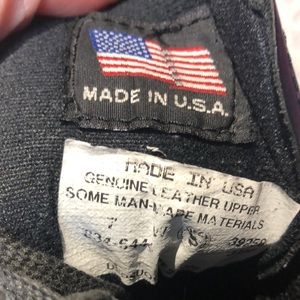 MADE IN U.S.A.
MADE IN USA
GENUINE LEATHER UPPER
SOME MAN-MADE MATERIALS
7 W